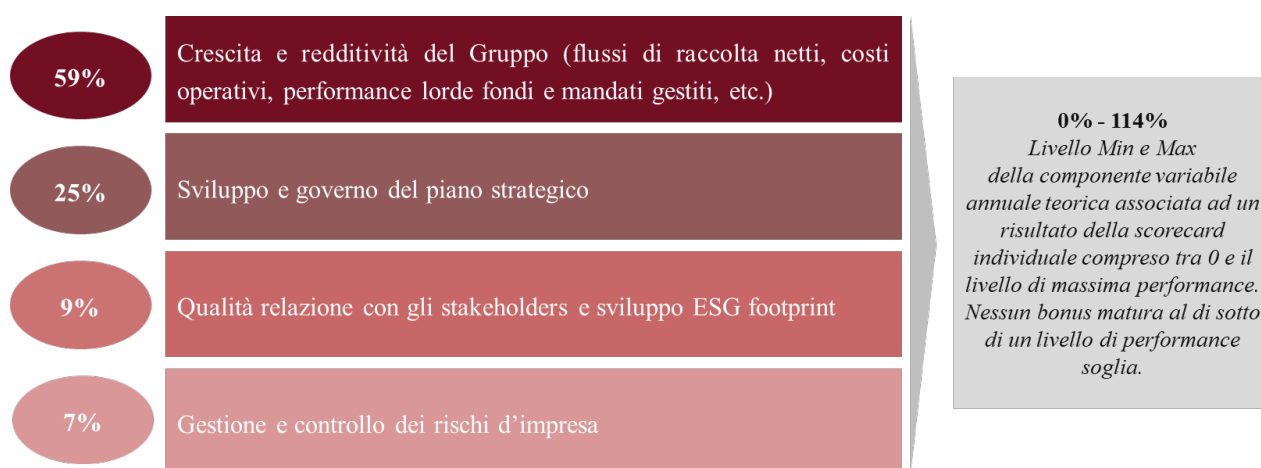 59%
Crescita e redditività del Gruppo (flussi di raccolta netti, costi
operativi, performance lorde fondi e mandati gestiti, etc.)
25%
Sviluppo e governo del piano strategico
9%
Qualità relazione con gli stakeholders e sviluppo ESG footprint
7%
Gestione e controllo dei rischi d’impresa
0% - 114%
Livello Min e Max
della componente variabile
annuale teorica associata ad un
risultato della scorecard
individuale compreso tra 0 e il
livello di massima performance.
Nessun bonus matura al di sotto
di un livello di performance
soglia.